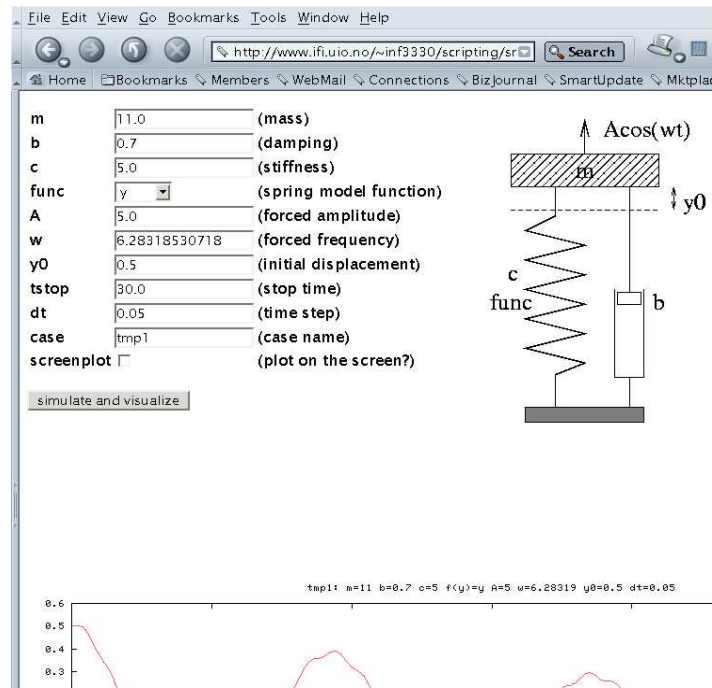 File Edit View Go Bookmarks Tools Window Help
http://www.ifi.uio.no/~inf3330/scripting/sr
Search
Home Bookmarks Members WebMail Connections BizJournal SmartUpdate Mktplac
m 11.0 (mass)
b 0.7 (damping)
c 5.0 (stiffness)
func y (spring model function)
A 5.0 (forced amplitude)
w 6.28318530718 (forced frequency)
y0 0.5 (initial displacement)
tstop 30.0 (stop time)
dt 0.05 (time step)
case tmp1 (case name)
screenplot (plot on the screen?)
simulate and visualize
Acos(wt)
m
y0
c
func
b
tmp1: m=11 b=0.7 c=5 f(y)=y A=5 w=6.28319 y0=0.5 dt=0.05
0.6
0.5
0.4
0.3